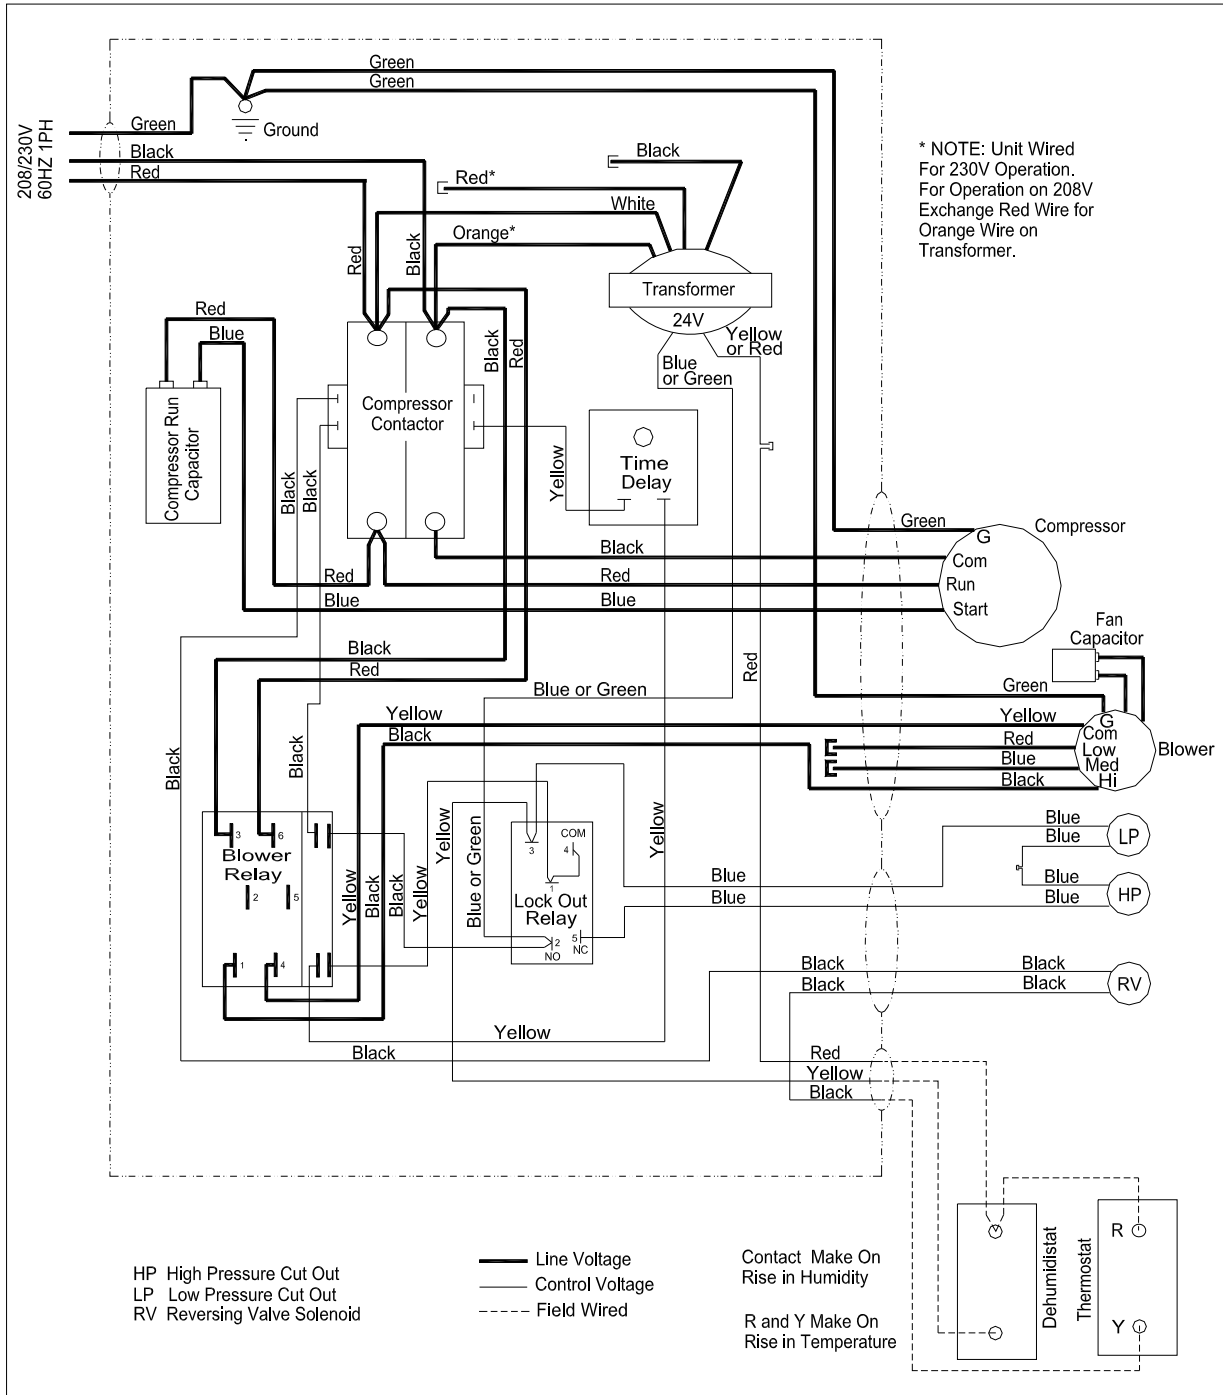 Green
Green
Green
Ground
Black
Red
208/230V
60HZ 1PH
Black
Red*
White
Orange*
* NOTE: Unit Wired
For 230V Operation.
For Operation on 208V
Exchange Red Wire for
Orange Wire on
Transformer.
Red
Black
Transformer
24V
Yellow
or Red
Blue
or Green
Red
Blue
Black
Red
Compressor Run
Capacitor
Compressor
Contactor
Time
Delay
Yellow
Black
Black
Green
G
Compressor
Com
Run
Start
Black
Red
Red
Blue
Blue
Fan
Capacitor
Black
Red
Red
Blue or Green
Green
Yellow
Black
Yellow
Red
Blue
Black
G
Com
Low
Med
Hi
Blower
Black
Black
3
6
Blower
Relay
2
5
1
4
Yellow
Black
Black
Yellow
Yellow
Blue or Green
Yellow
COM
3
4
1
Lock Out
Relay
2
NO
5
NC
Blue
Blue
LP
Blue
Blue
Blue
Blue
HP
Black
Black
Black
Black
RV
Yellow
Black
Red
Yellow
Black
R
Y
Dehumidistat
Thermostat
HP High Pressure Cut Out
LP Low Pressure Cut Out
RV Reversing Valve Solenoid
Line Voltage
Control Voltage
Field Wired
Contact Make On
Rise in Humidity
R and Y Make On
Rise in Temperature